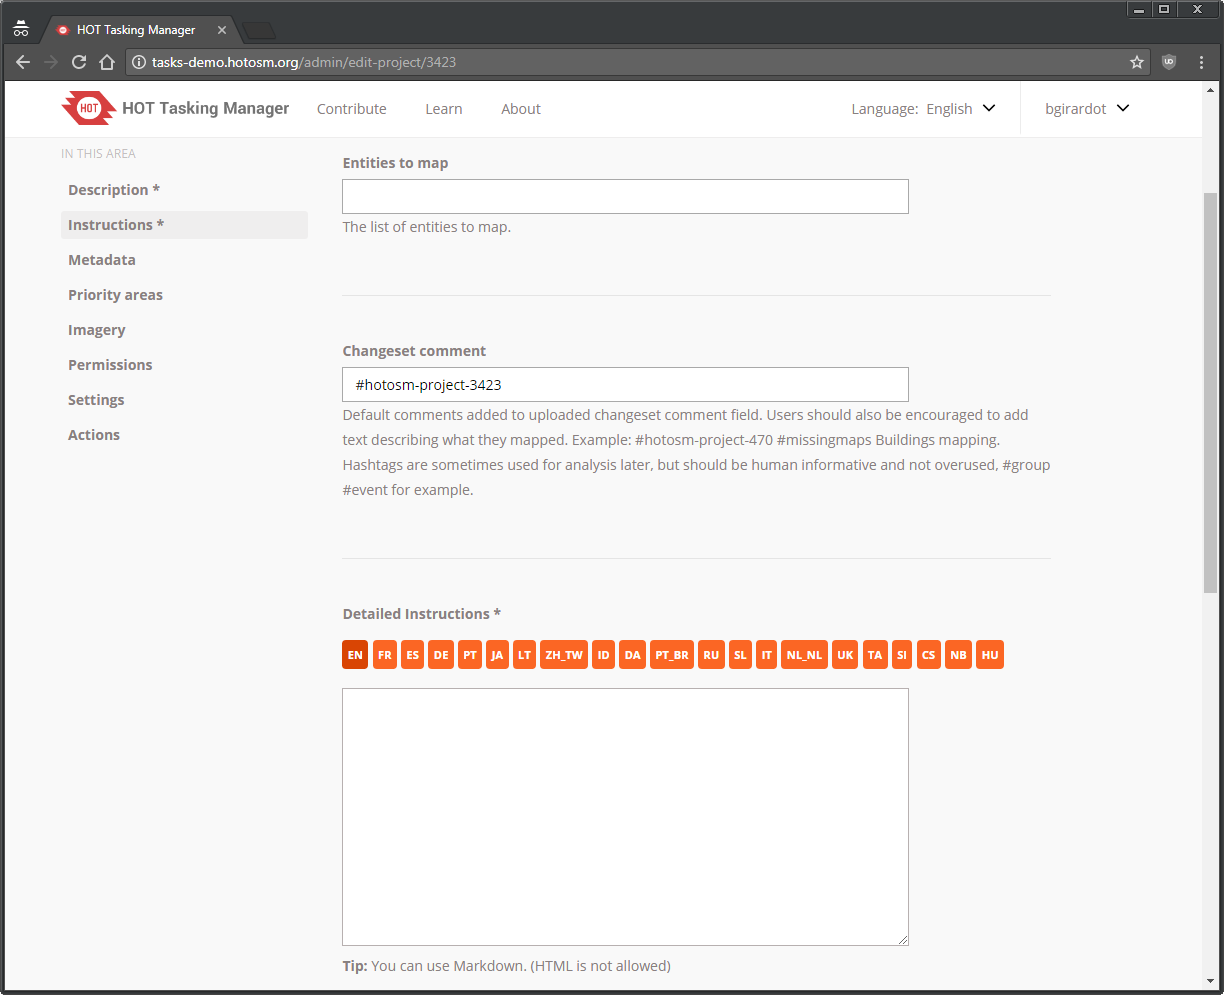 HOT Tasking Manager
tasks-demo.hotosm.org/admin/edit-project/3423
HOT
HOT Tasking Manager
Contribute
Learn
About
Language: English
bgirardot
IN THIS AREA
Description *
Instructions *
Metadata
Priority areas
Imagery
Permissions
Settings
Actions
Entities to map
The list of entities to map.
Changeset comment
#hotosm-project-3423
Default comments added to uploaded changeset comment field. Users should also be encouraged to add
text describing what they mapped. Example: #hotosm-project-470 #missingmaps Buildings mapping.
Hashtags are sometimes used for analysis later, but should be human informative and not overused, #group
#event for example.
Detailed Instructions *
EN FR ES DE PT JA LT ZH_TW ID DA PT_BR RU SL IT NL_NL UK TA SI CS NB HU
Tip: You can use Markdown. (HTML is not allowed)